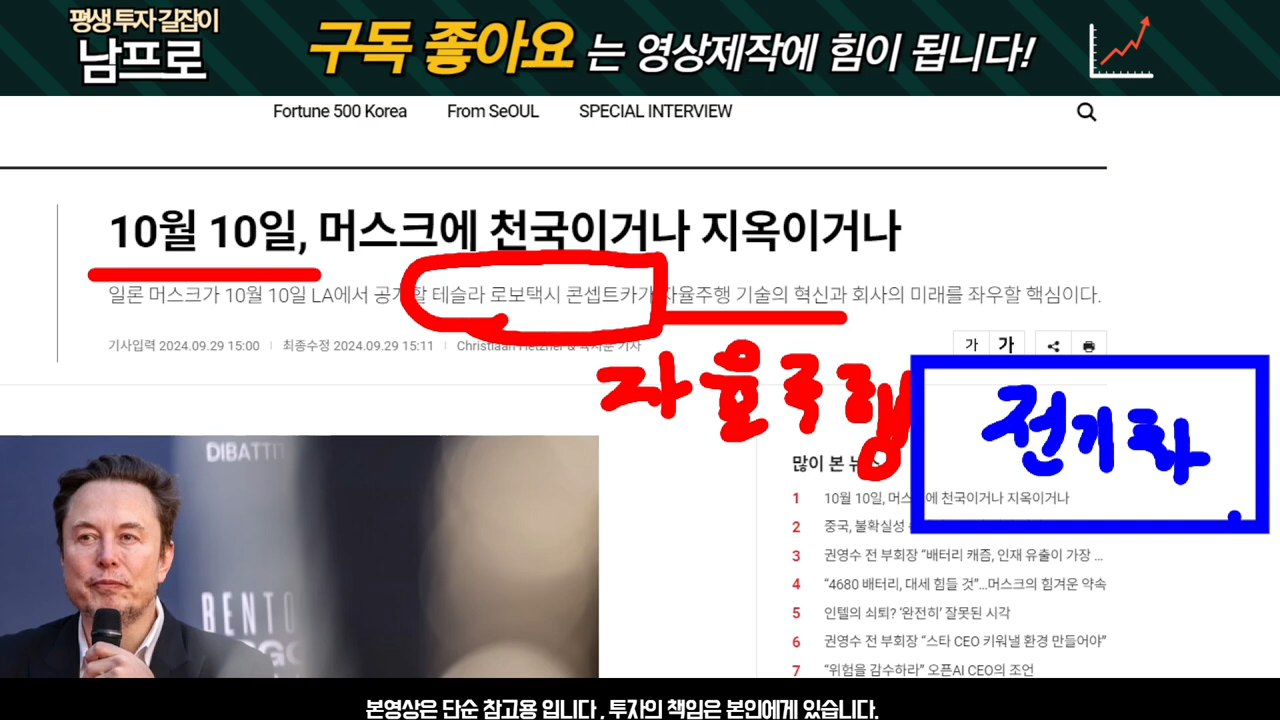 평생 투자 길잡이
남프로
구독 좋아요 는 영상제작에 힘이 됩니다!
Fortune 500 Korea From SeOUL SPECIAL INTERVIEW
10월 10일, 머스크에 천국이거나 지옥이거나
일론 머스크가 10월 10일 LA에서 공개할 테슬라 로보택시 콘셉트카가 자율주행 기술의 혁신과 회사의 미래를 좌우할 핵심이다.
기사입력 2024.09.29 15:00 최종수정 2024.09.29 15:11 Christiaan Hetzner & 기자
가 가
자율주행
전기차
DIBATTIT
BENTO
많이 본
1 10월 10일, 머스크에 천국이거나 지옥이거나
2 중국, 불확실성
3 권영수 전 부회장 “배터리 캐즘, 인재 유출이 가장 ...
4 “4680 배터리, 대세 힘들 것”...머스크의 힘겨운 약속
5 인텔의 쇠퇴? ‘완전히’ 잘못된 시각
6 권영수 전 부회장 “스타 CEO 키워낼 환경 만들어야”
7 “위험을 감수하라” 오픈AI CEO의 조언
본영상은 단순 참고용 입니다 , 투자의 책임은 본인에게 있습니다.